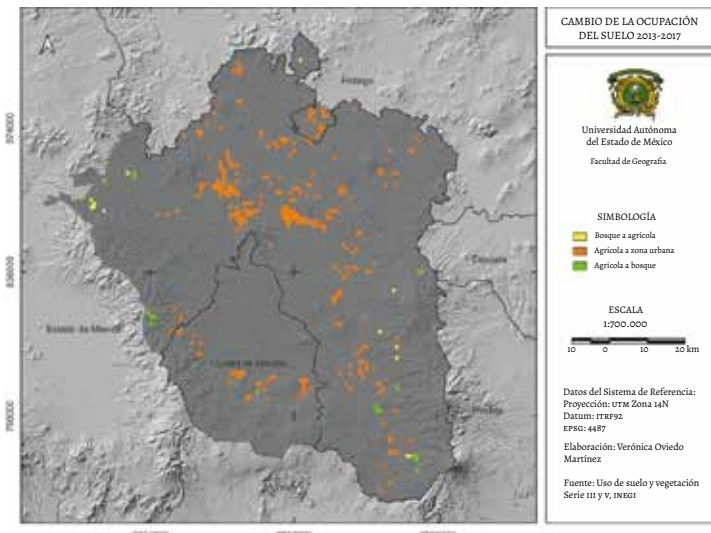 CAMBIO DE LA OCUPACIÓN
DEL SUELO 2013-2017
Universidad Autónoma
del Estado de México
Facultad de Geografía
SIMBOLOGÍA
Bosque a agrícola
Agrícola a zona urbana
Agrícola a bosque
ESCALA
1:700.000
10 0 10 20 km
Datos del Sistema de Referencia:
Proyección: UTM Zona 14N
Datum: ITRF92
EPSG: 4487
Elaboración: Verónica Oviedo
Martínez
Fuente: Uso de suelo y vegetación
Serie III y V, INEGI
Hidalgo
Estado de México
Ciudad de México
Puebla